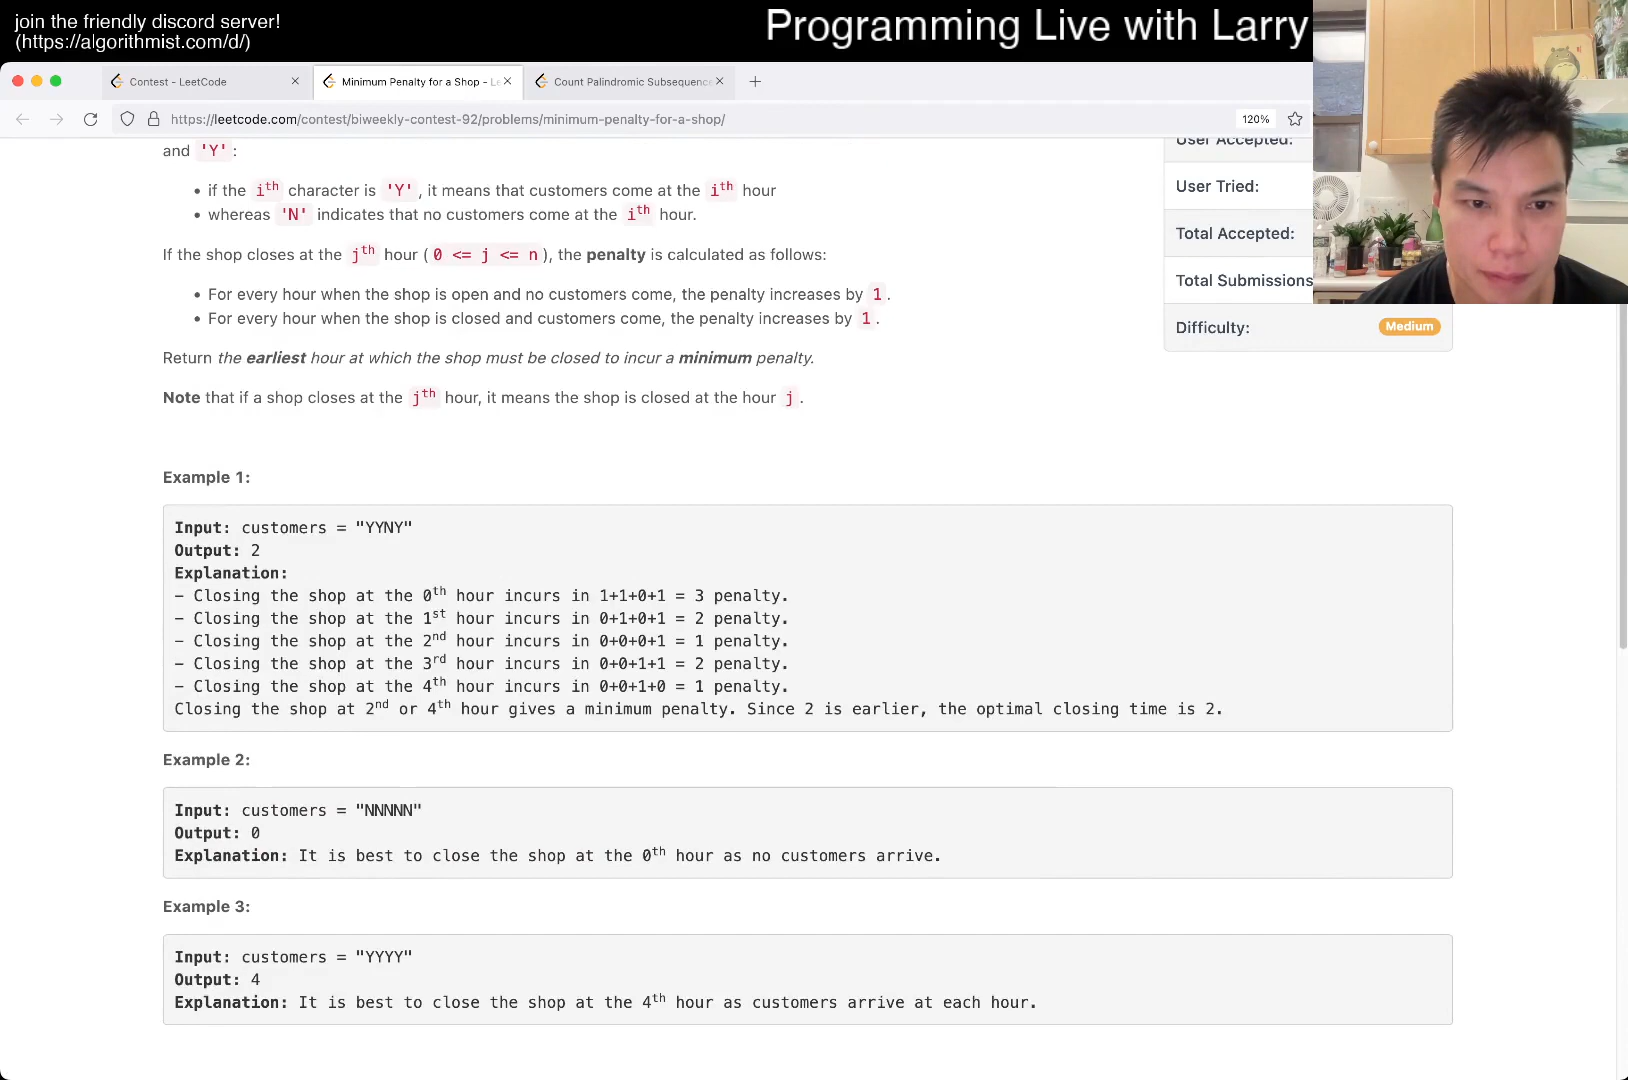 join the friendly discord server!
(https://algorithmist.com/d/)
Programming Live with Larry
Contest - LeetCode
Minimum Penalty for a Shop - Le
Count Palindromic Subsequence
https://leetcode.com/contest/biweekly-contest-92/problems/minimum-penalty-for-a-shop/
120%
and 'Y':
• if the ith character is 'Y', it means that customers come at the ith hour
• whereas 'N' indicates that no customers come at the ith hour.
If the shop closes at the jth hour (0 <= j <= n), the penalty is calculated as follows:
• For every hour when the shop is open and no customers come, the penalty increases by 1.
• For every hour when the shop is closed and customers come, the penalty increases by 1.
Return the earliest hour at which the shop must be closed to incur a minimum penalty.
Note that if a shop closes at the jth hour, it means the shop is closed at the hour j.
User Accepted:
User Tried:
Total Accepted:
Total Submissions
Difficulty:
Medium
Example 1:
Input: customers = "YYNY"
Output: 2
Explanation:
- Closing the shop at the 0th hour incurs in 1+1+0+1 = 3 penalty.
- Closing the shop at the 1st hour incurs in 0+1+0+1 = 2 penalty.
- Closing the shop at the 2nd hour incurs in 0+0+0+1 = 1 penalty.
- Closing the shop at the 3rd hour incurs in 0+0+1+1 = 2 penalty.
- Closing the shop at the 4th hour incurs in 0+0+1+0 = 1 penalty.
Closing the shop at 2nd or 4th hour gives a minimum penalty. Since 2 is earlier, the optimal closing time is 2.
Example 2:
Input: customers = "NNNNN"
Output: 0
Explanation: It is best to close the shop at the 0th hour as no customers arrive.
Example 3:
Input: customers = "YYYY"
Output: 4
Explanation: It is best to close the shop at the 4th hour as customers arrive at each hour.